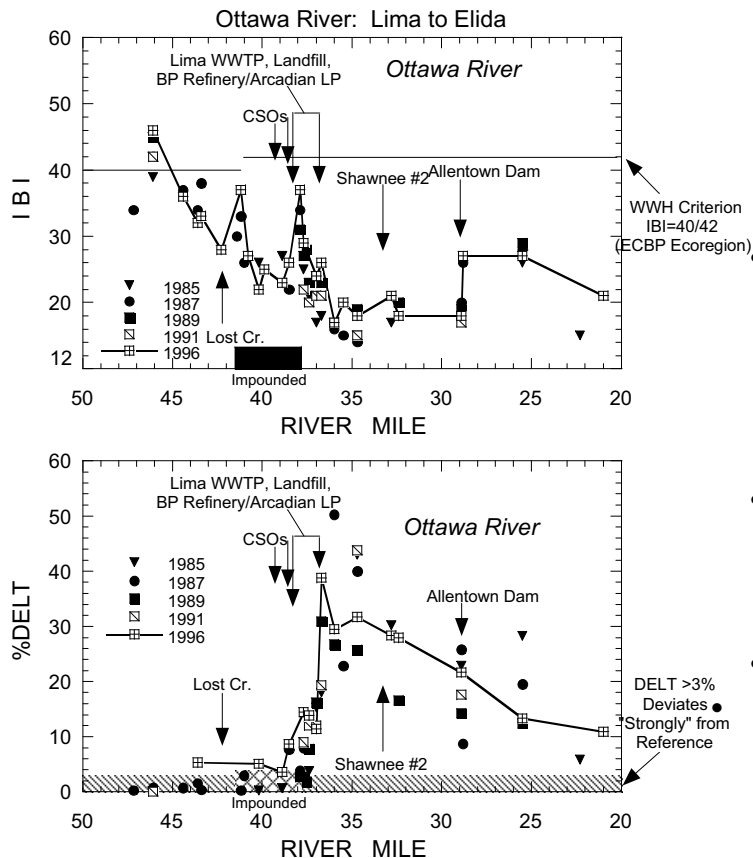 Ottawa River: Lima to Elida
60
50
40
30
20
12
I B I
Lima WWTP, Landfill,
BP Refinery/Arcadian LP
Ottawa River
CSOs
Shawnee #2
Allentown Dam
WWH Criterion
IBI=40/42
(ECBP Ecoregion)
1985
1987
1989
1991
1996
Lost Cr.
Impounded
50 45 40 35 30 25 20
RIVER MILE
60
50
40
30
20
10
0
%DELT
Lima WWTP, Landfill,
BP Refinery/Arcadian LP
Ottawa River
CSOs
1985
1987
1989
1991
1996
Allentown Dam
Lost Cr.
Shawnee #2
DELT >3%
Deviates
"Strongly" from
Reference
Impounded
50 45 40 35 30 25 20
RIVER MILE